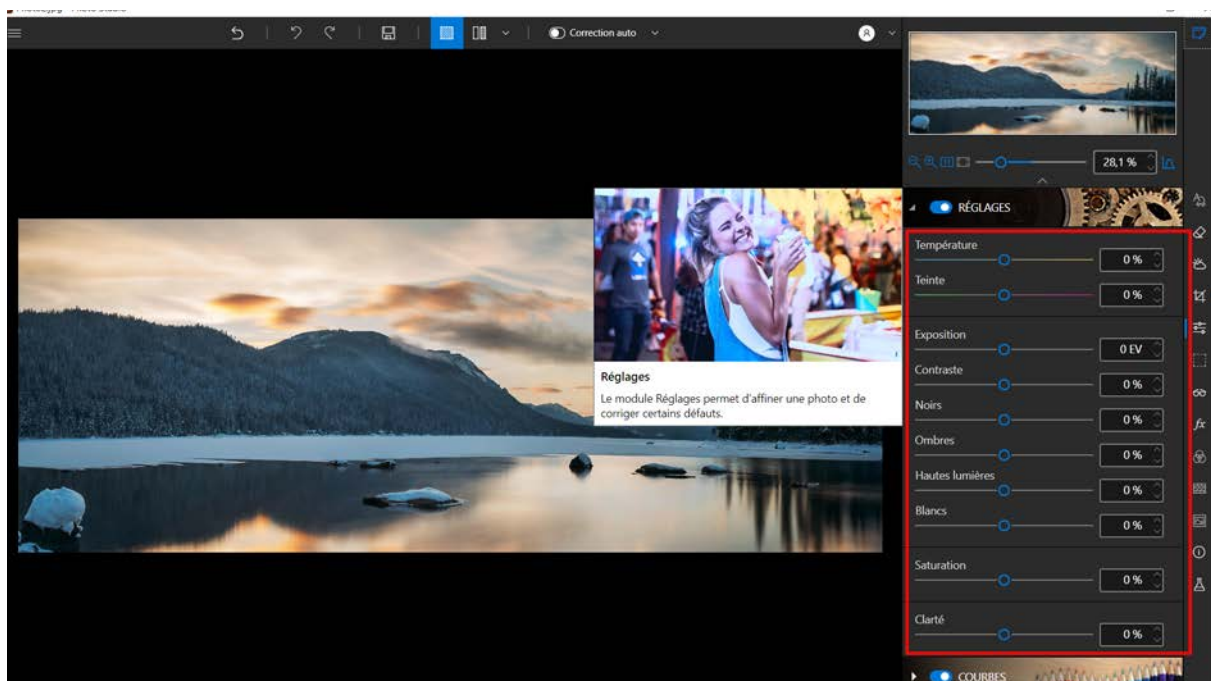 Correction auto
28,1 %
RÉGLAGES
Température
0 %
Teinte
0 %
Exposition
0 EV
Contraste
0 %
Noirs
0 %
Ombres
0 %
Hautes lumières
0 %
Blancs
0 %
Saturation
0 %
Clarté
0 %
COURBES
Réglages
Le module Réglages permet d'affiner une photo et de
corriger certains défauts.
fx